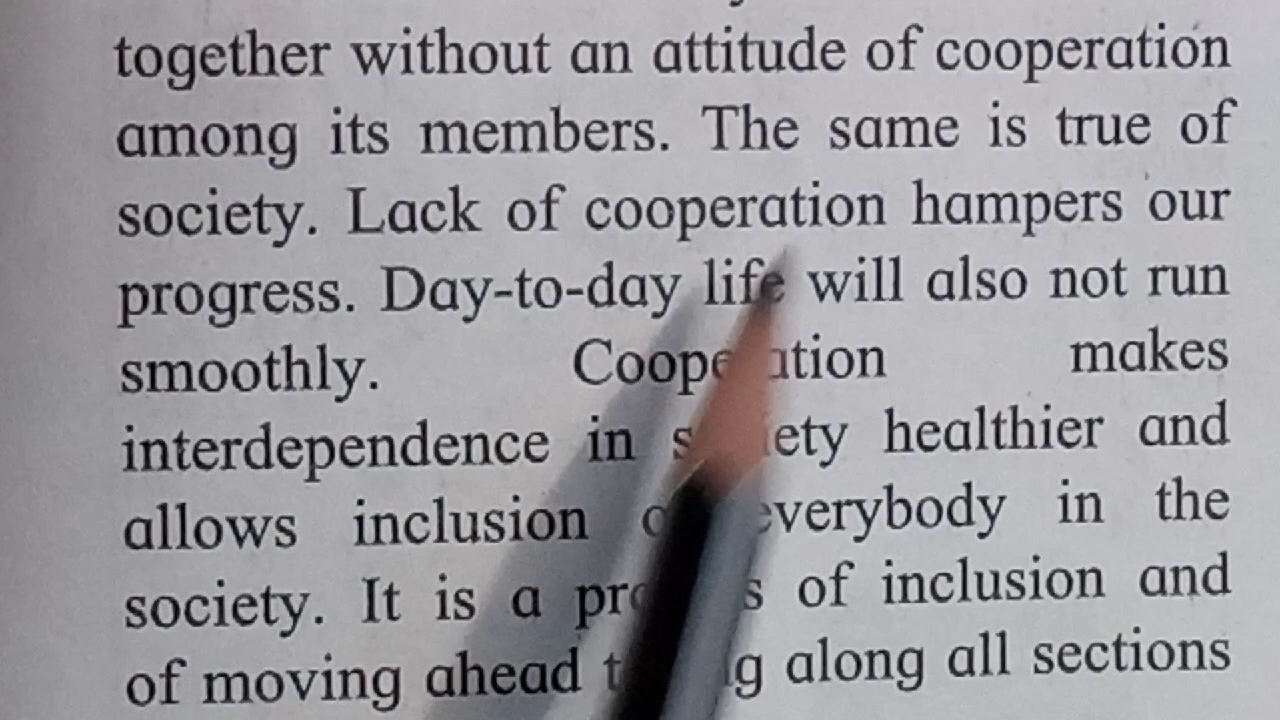 together without an attitude of cooperation
among its members. The same is true of
society. Lack of cooperation hampers our
progress. Day-to-day life will also not run
smoothly. Cooperation makes
interdependence in society healthier and
allows inclusion everybody in the
society. It is a process of inclusion and
of moving ahead along all sections